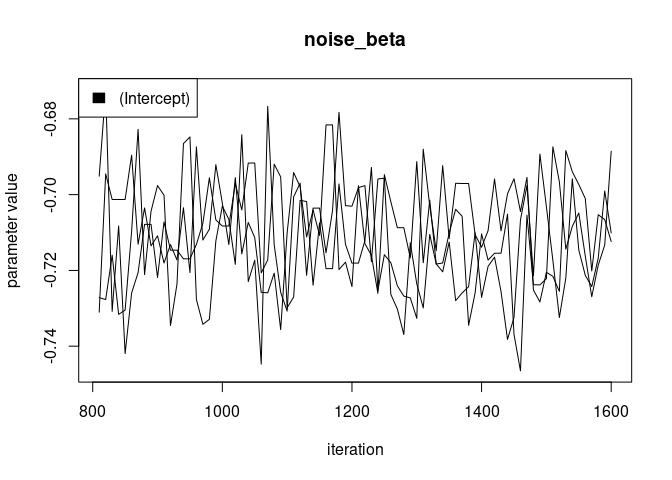 noise_beta
(Intercept)
-0.68
-0.70
-0.72
-0.74
parameter value
800 1000 1200 1400 1600
iteration